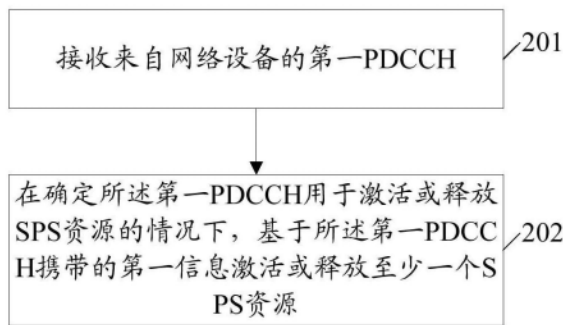 接收来自网络设备的第一PDCCH
201
在确定所述第一PDCCH用于激活或释放
SPS资源的情况下，基于所述第一PDCC
H携带的第一信息激活或释放至少一个S
PS资源
202